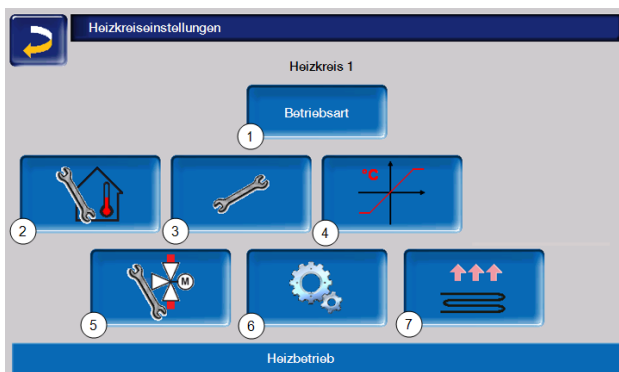 Heizkreiseinstellungen
Heizkreis 1
Betriebsart
1
2
3
°C
4
5
M
6
7
Heizbetrieb